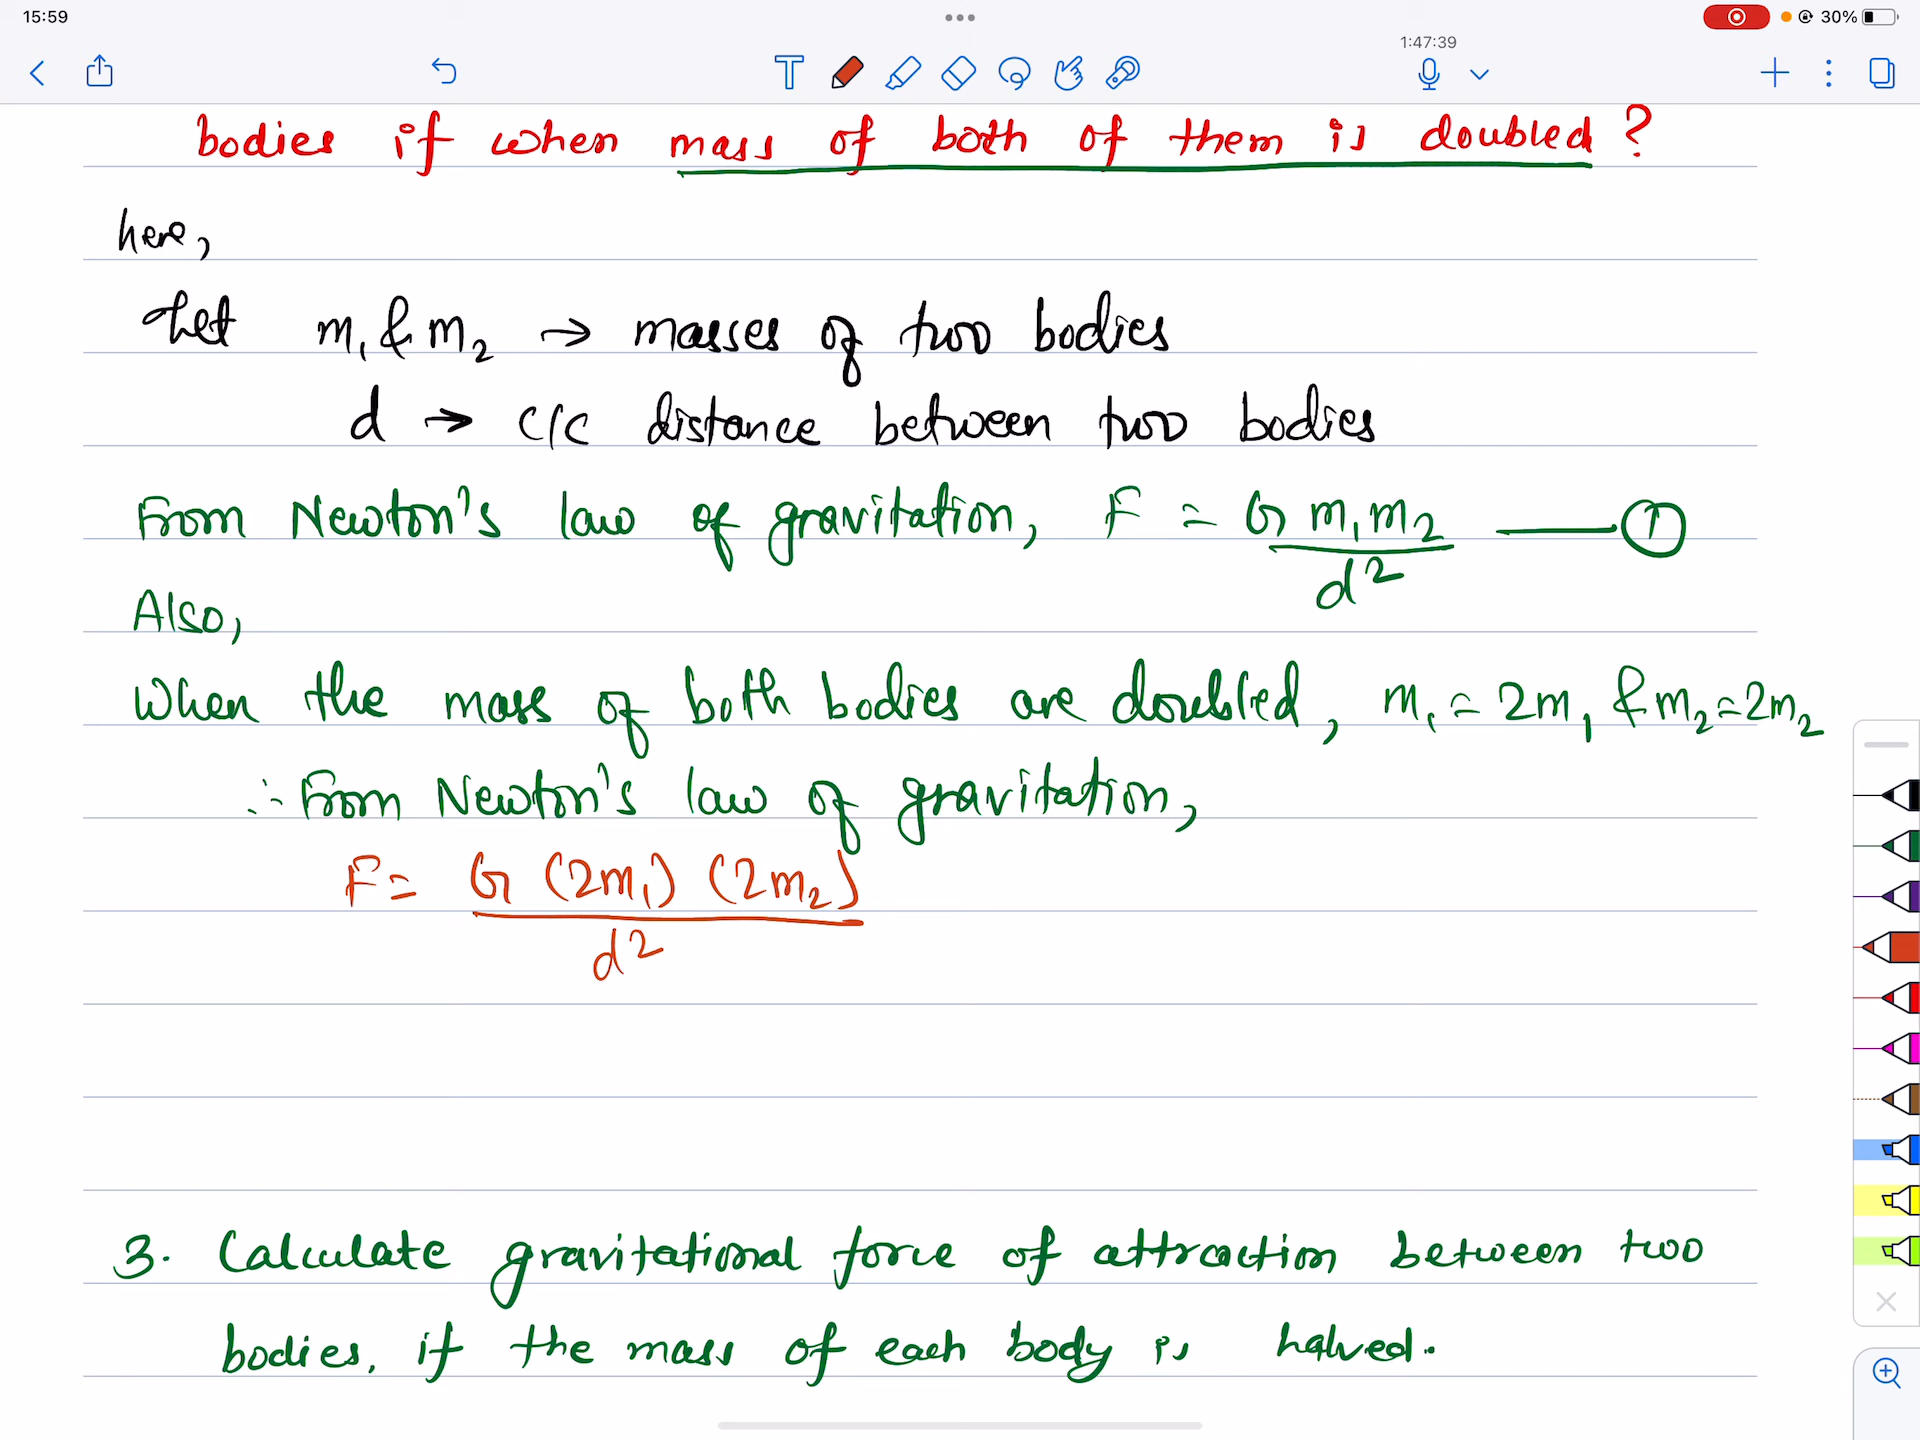 15:59
30%
1:47:39
T
bodies if when mass of both of them is doubled ?
here,
Let m₁ & m₂ → masses of two bodies
d → c/c distance between two bodies
From Newton's law of gravitation, F = G m₁ m₂ / d² —— ①
Also,
When the mass of both bodies are doubled, m₁ = 2m₁ & m₂ = 2m₂
∴ From Newton's law of gravitation,
F = G (2m₁) (2m₂) / d²
3. Calculate gravitational force of attraction between two
bodies, if the mass of each body is halved.